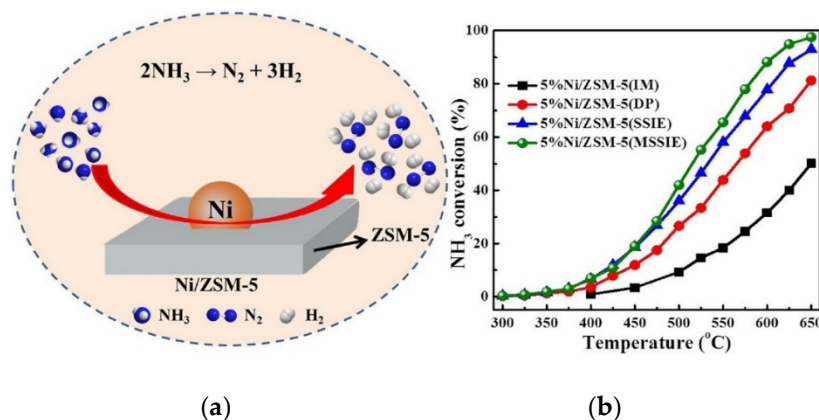 2NH₃ → N₂ + 3H₂
Ni
ZSM-5
Ni/ZSM-5
NH₃ N₂ H₂
(a)
NH₃ conversion (%)
100
80
60
40
20
0
5%Ni/ZSM-5(IM)
5%Ni/ZSM-5(DP)
5%Ni/ZSM-5(SSIE)
5%Ni/ZSM-5(MSSIE)
300 350 400 450 500 550 600 650
Temperature (°C)
(b)